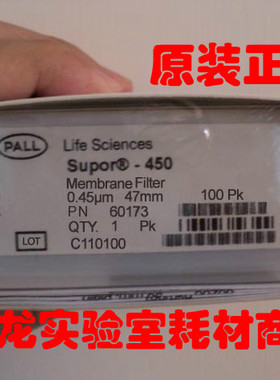 原装正
PALL
Life Sciences
Supor® - 450
Membrane Filter
0.45µm 47mm 100 Pk
PN 60173
QTY. 1 Pk
LOT C110100
龙实验室耗材商